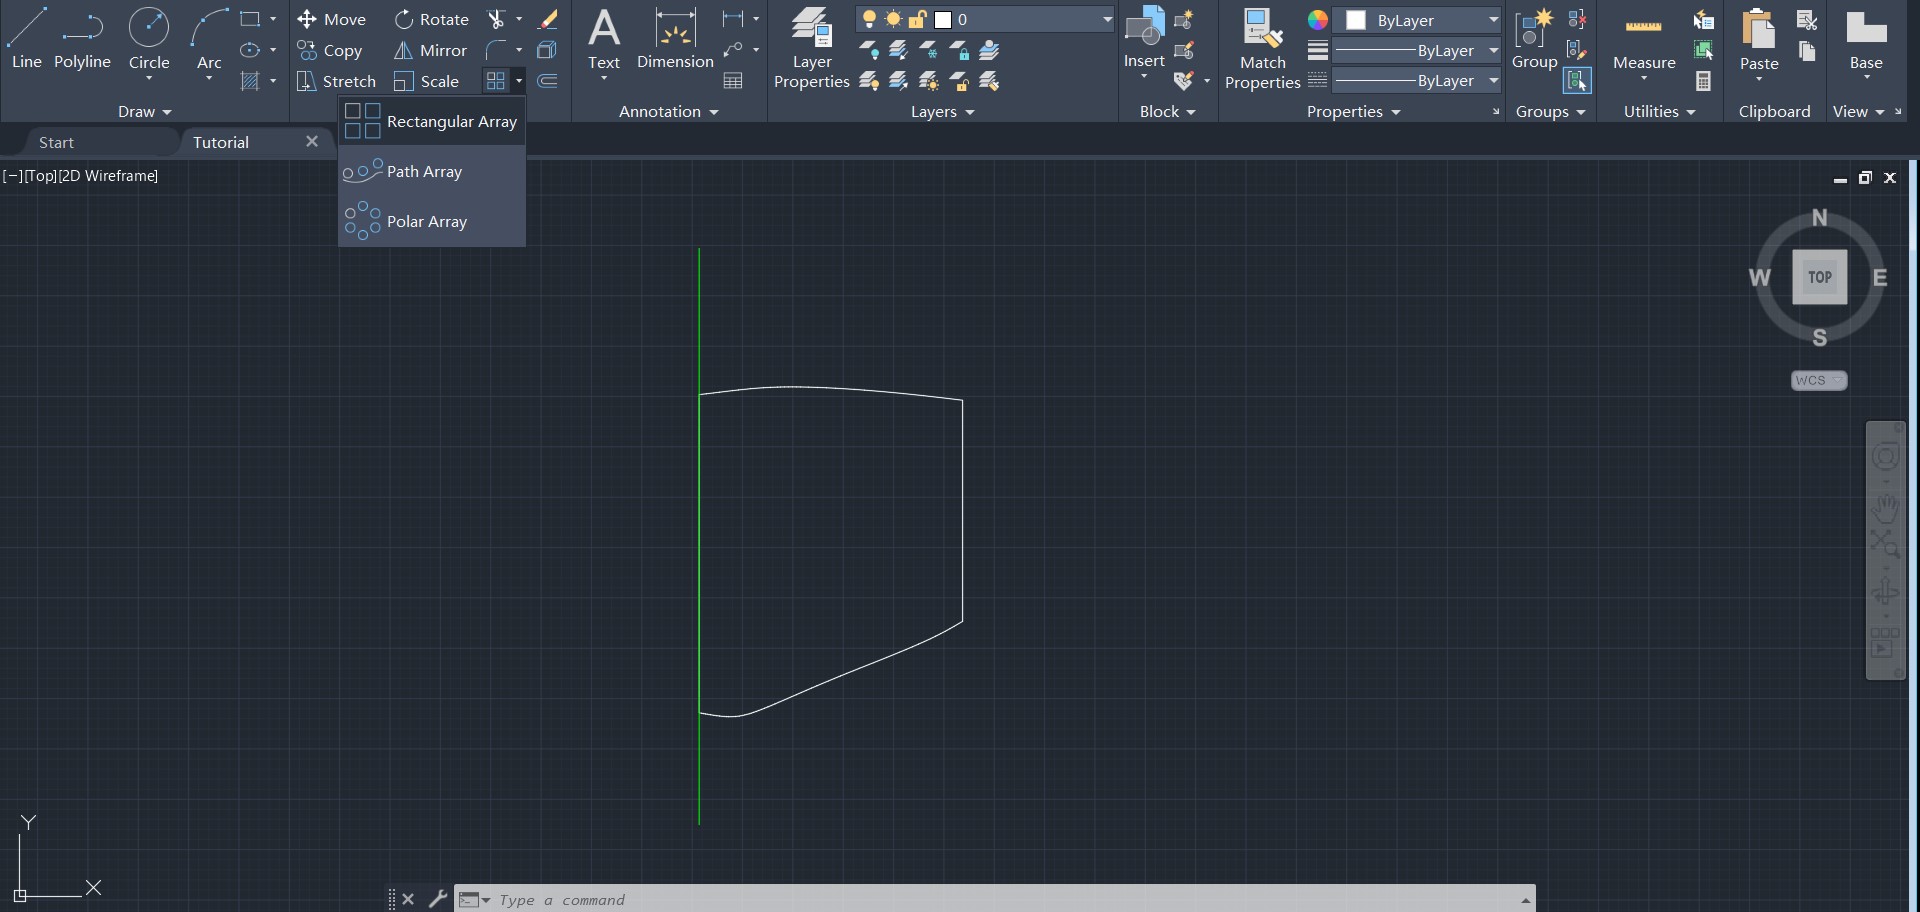 Line
Polyline
Circle
Arc
Draw
Move
Copy
Stretch
Rotate
Mirror
Scale
Text
Dimension
Annotation
Layer
Properties
0
Layers
Insert
Block
Match
Properties
ByLayer
ByLayer
ByLayer
Properties
Group
Groups
Measure
Utilities
Paste
Clipboard
Base
View
Rectangular Array
Path Array
Polar Array
Start
Tutorial
[−][Top][2D Wireframe]
N
W
TOP
E
S
WCS
Y
X
Type a command